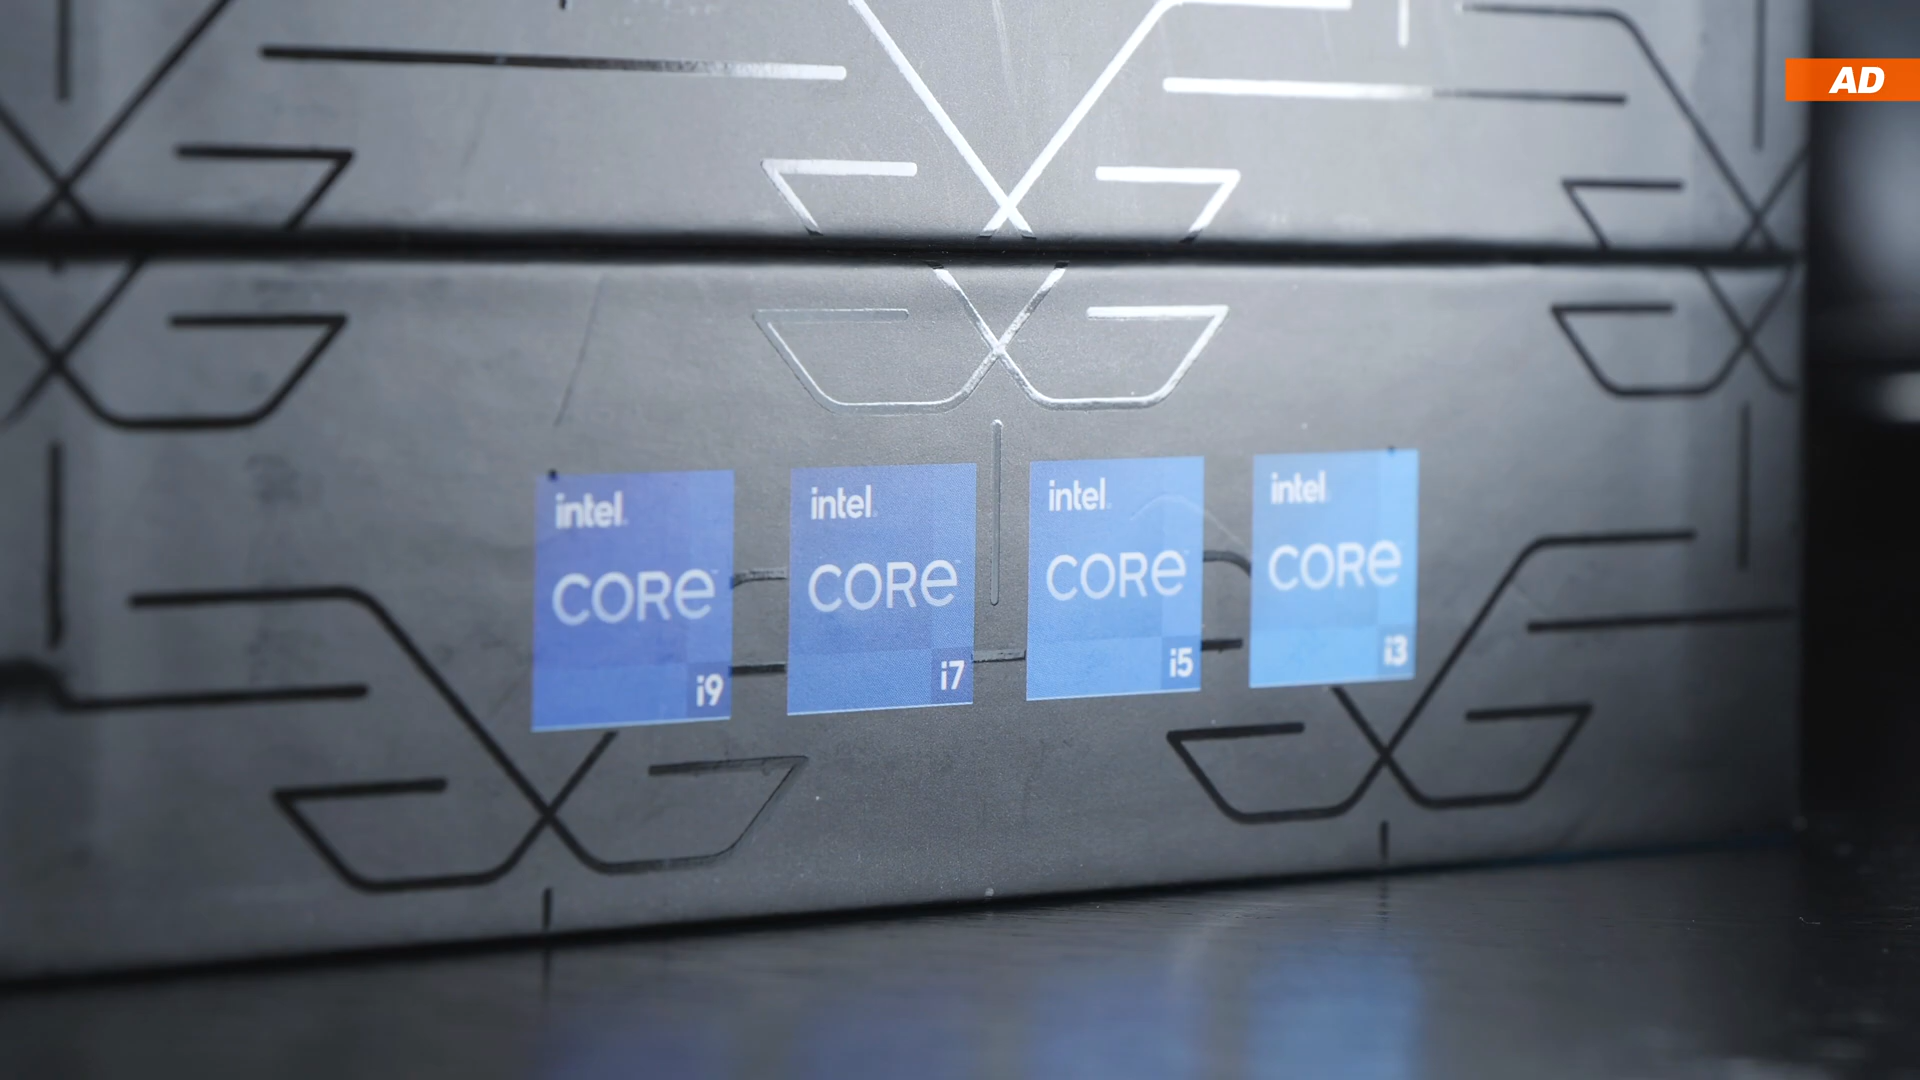 AD
intel
CORE
i9
intel
CORE
i7
intel
CORE
i5
intel
CORE
i3